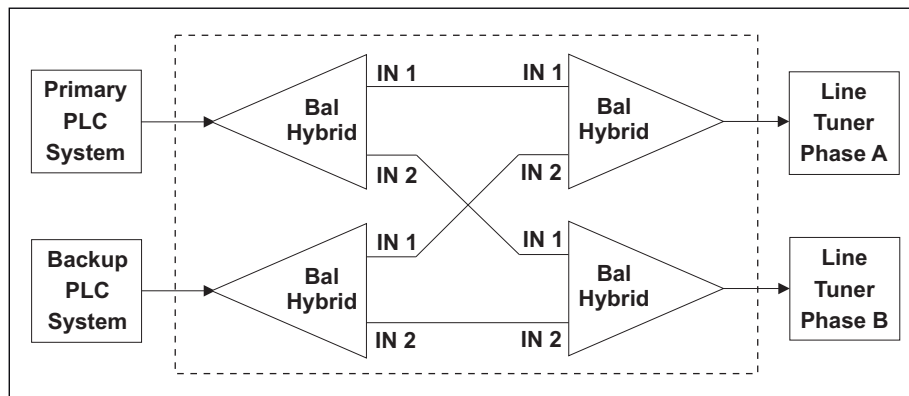 Primary
PLC
System
Bal
Hybrid
IN 1
IN 2
IN 1
IN 2
Bal
Hybrid
Line
Tuner
Phase A
Backup
PLC
System
Bal
Hybrid
IN 1
IN 2
IN 1
IN 2
Bal
Hybrid
Line
Tuner
Phase B